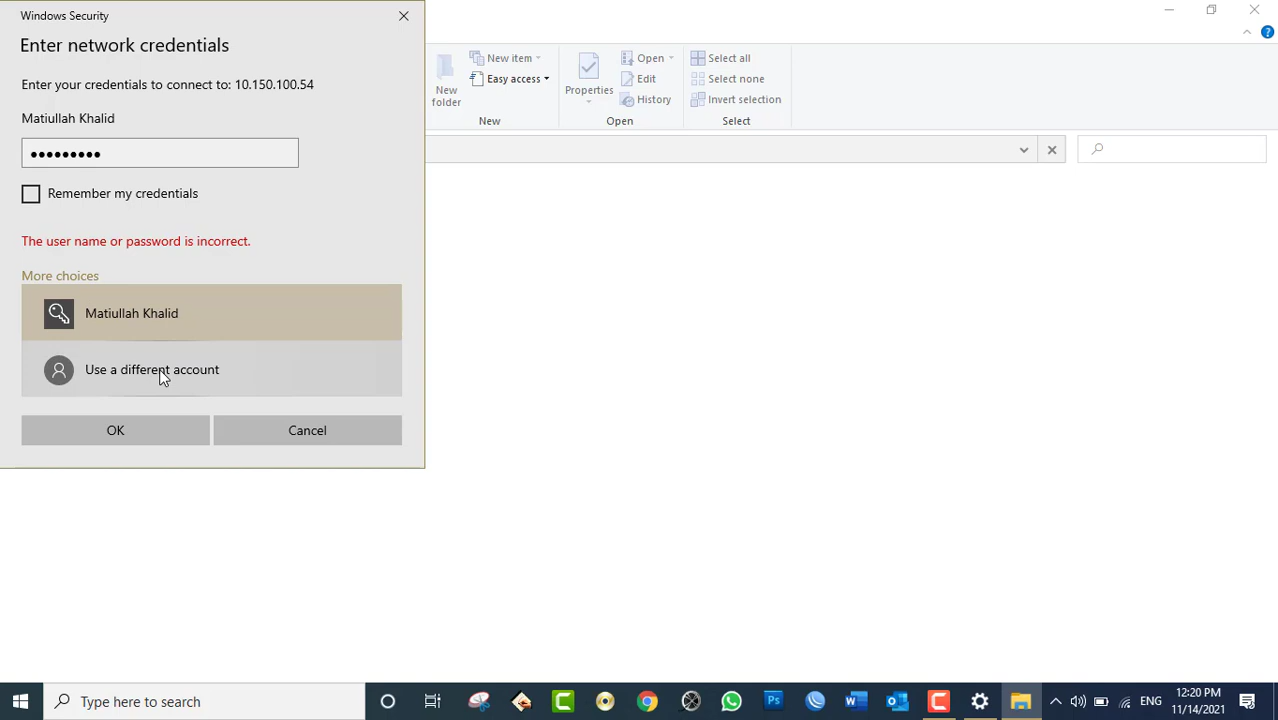 Windows Security
Enter network credentials
Enter your credentials to connect to: 10.150.100.54
Matiullah Khalid
Remember my credentials
The user name or password is incorrect.
More choices
Matiullah Khalid
Use a different account
OK
Cancel
New folder
New item
Easy access
New
Properties
Open
Edit
History
Open
Select all
Select none
Invert selection
Select
Type here to search
Ps
ENG
12:20 PM
11/14/2021